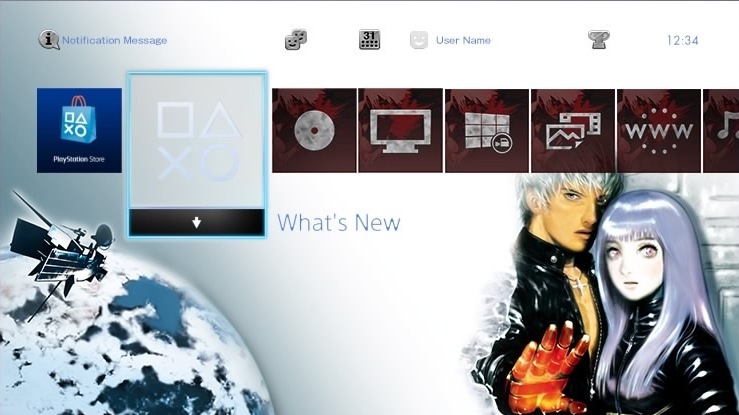 Notification Message
31
User Name
12:34
PlayStation Store
WWW
What's New